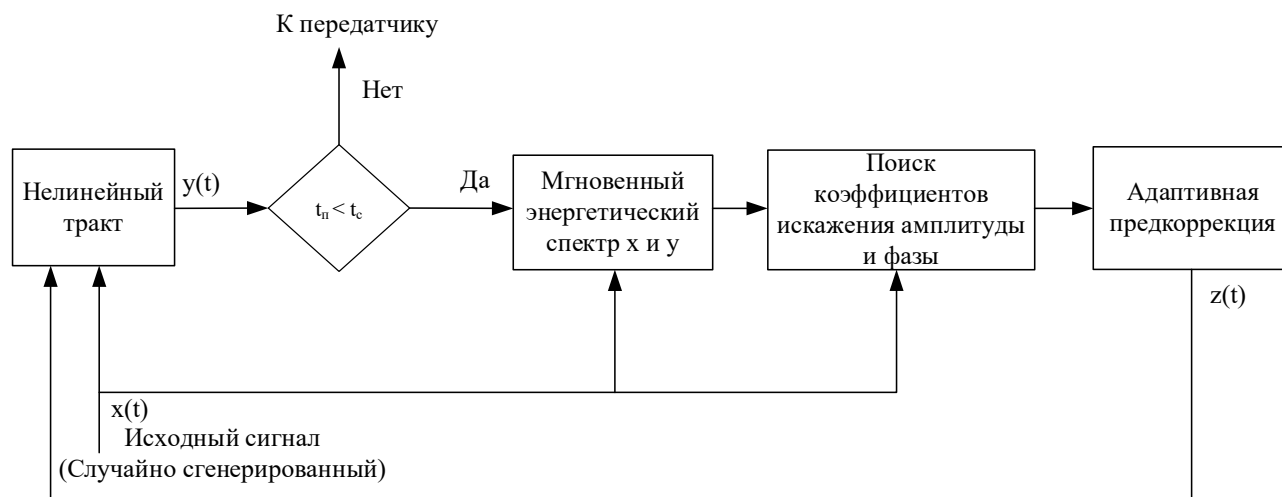 К передатчику
Нет
Нелинейный
тракт
y(t)
tп < tс
Да
Мгновенный
энергетический
спектр x и y
Поиск
коэффициентов
искажения амплитуды
и фазы
Адаптивная
предкоррекция
z(t)
x(t)
Исходный сигнал
(Случайно сгенерированный)